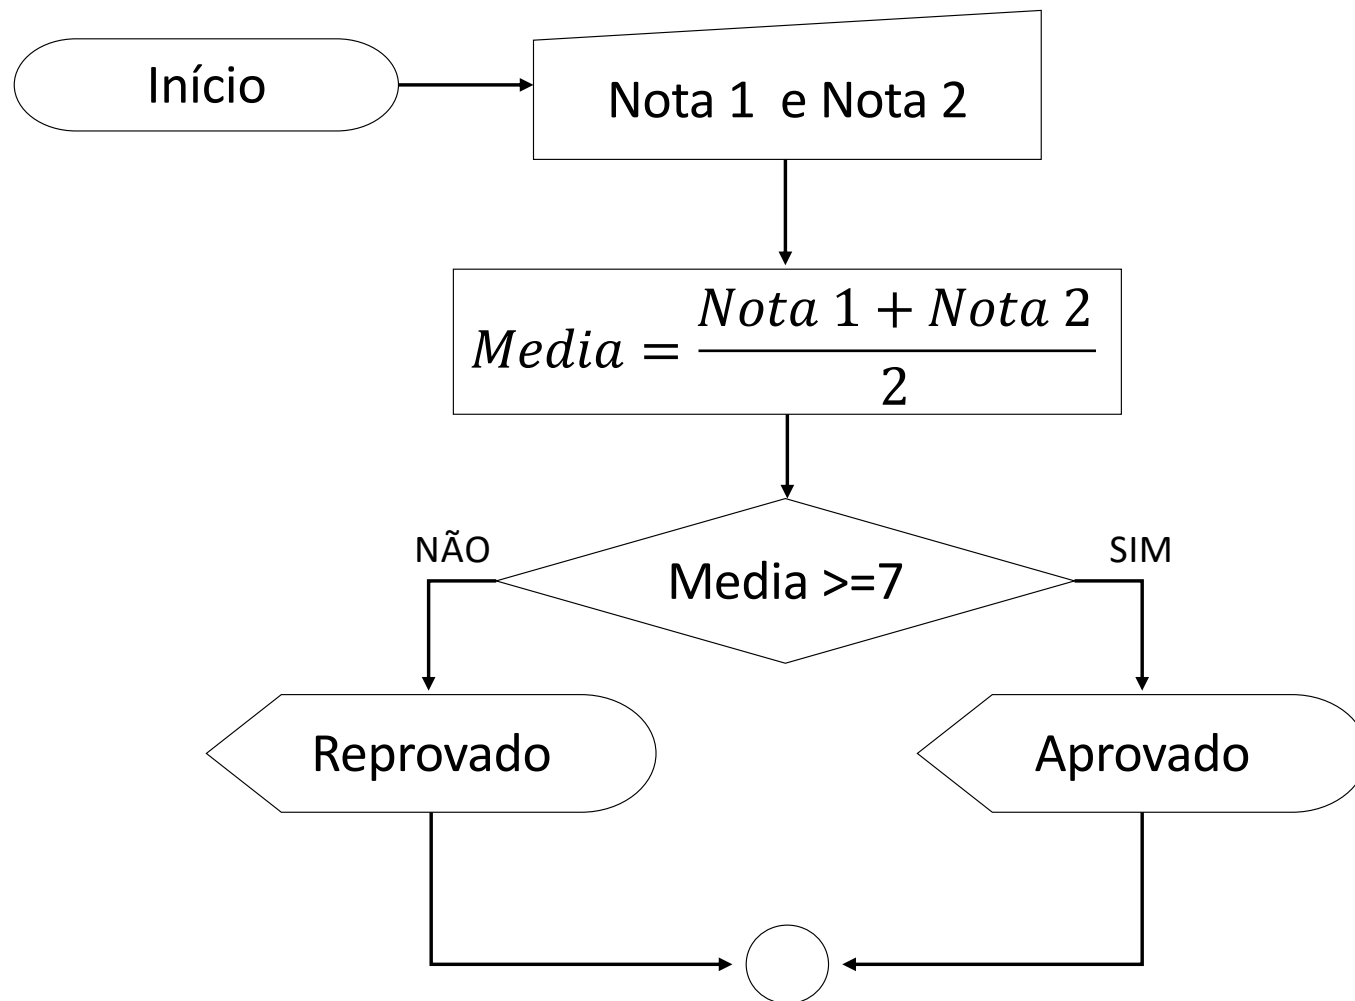 Início
Nota 1 e Nota 2
Media = Nota 1 + Nota 2 / 2
NÃO
SIM
Media >=7
Reprovado
Aprovado